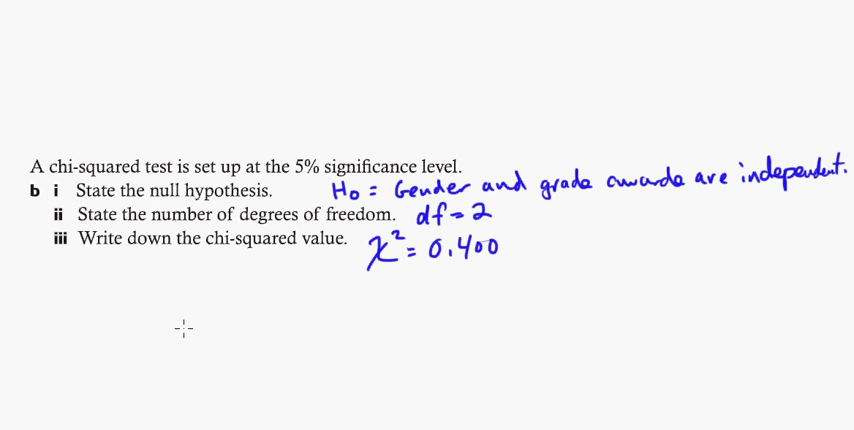 A chi-squared test is set up at the 5% significance level.
b i State the null hypothesis. H₀ = Gender and grade awards are independent.
ii State the number of degrees of freedom. df = 2
iii Write down the chi-squared value. χ² = 0.400